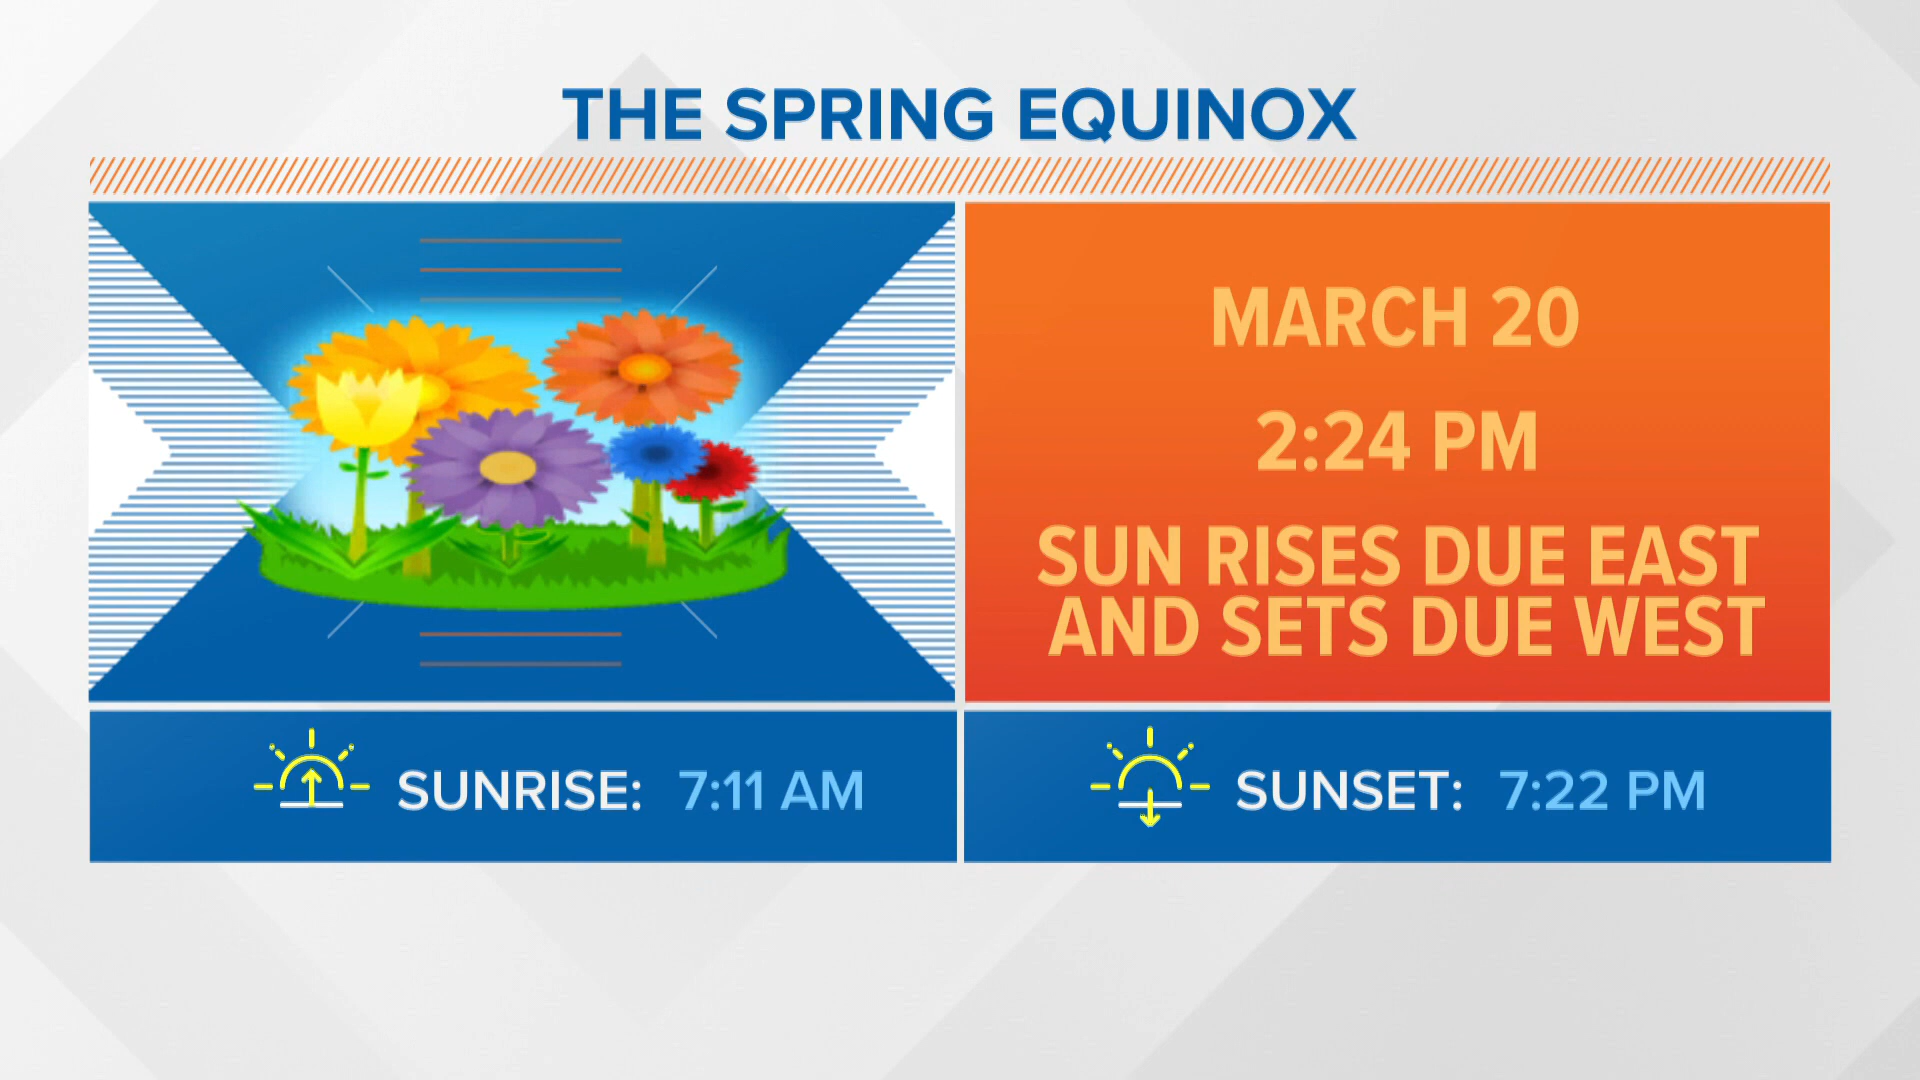 THE SPRING EQUINOX
MARCH 20
2:24 PM
SUN RISES DUE EAST
AND SETS DUE WEST
SUNRISE: 7:11 AM
SUNSET: 7:22 PM